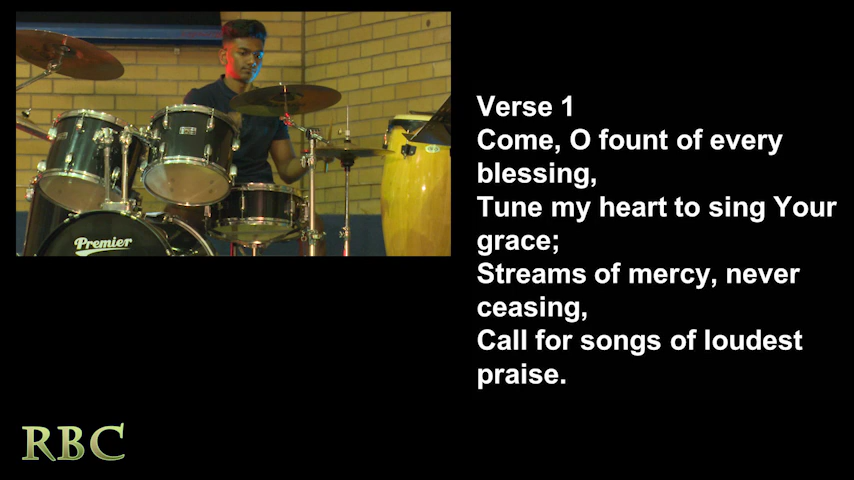 Premier
Verse 1
Come, O fount of every
blessing,
Tune my heart to sing Your
grace;
Streams of mercy, never
ceasing,
Call for songs of loudest
praise.
RBC